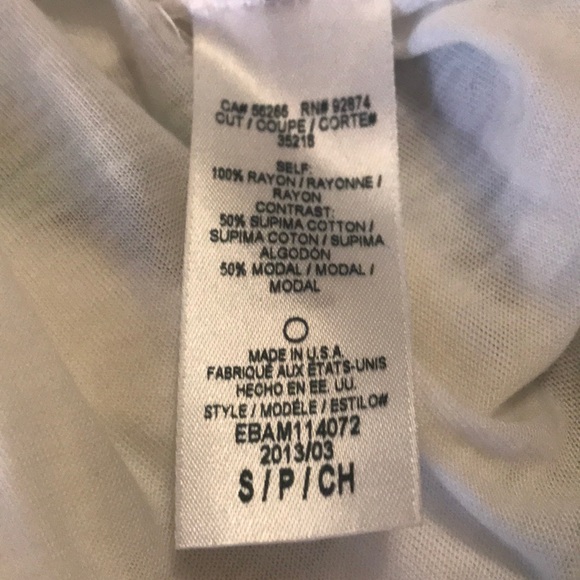 CA# 56266 RN# 92874
CUT / COUPE / CORTE#
35218
SELF:
100% RAYON / RAYONNE /
RAYON
CONTRAST:
50% SUPIMA COTTON /
SUPIMA COTON / SUPIMA
ALGODÓN
50% MODAL / MODAL /
MODAL
MADE IN U.S.A.
FABRIQUÉ AUX ÉTATS-UNIS
HECHO EN EE. UU.
STYLE / MODÈLE / ESTILO#
EBAM114072
2013/03
S / P / CH